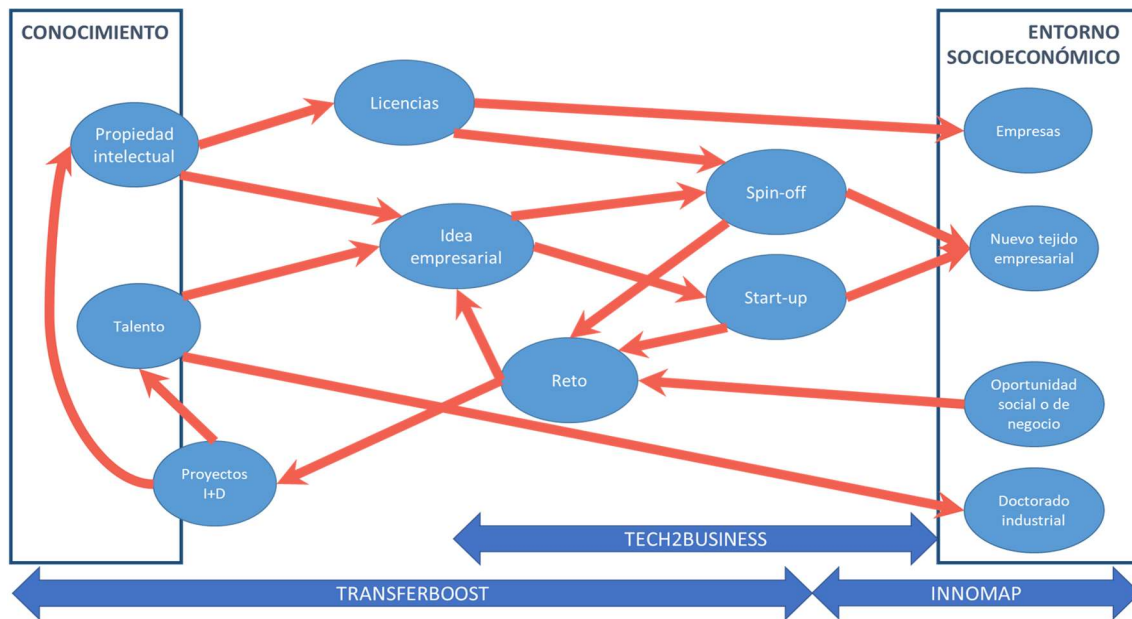 CONOCIMIENTO
ENTORNO
SOCIOECONÓMICO
Licencias
Empresas
Propiedad
intelectual
Spin-off
Idea
empresarial
Nuevo tejido
empresarial
Start-up
Talento
Reto
Oportunidad
social o de
negocio
Proyectos
I+D
Doctorado
industrial
TECH2BUSINESS
TRANSFERBOOST
INNOMAP